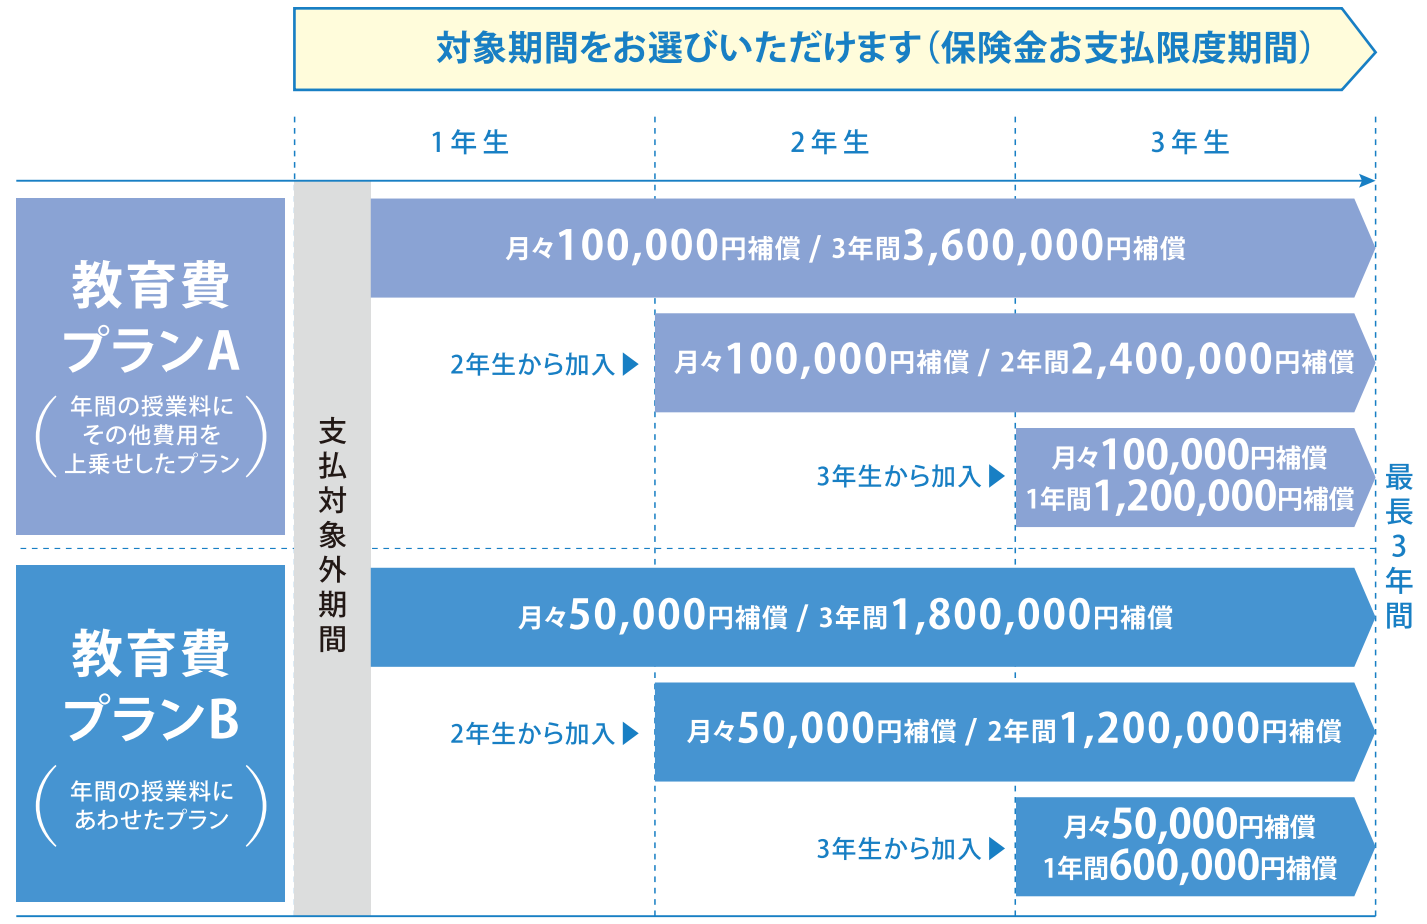 対象期間をお選びいただけます（保険金お支払限度期間）
1年生
2年生
3年生
教育費
プランA
年間の授業料に
その他費用を
上乗せしたプラン
支払対象外期間
月々100,000円補償 / 3年間3,600,000円補償
2年生から加入▶
月々100,000円補償 / 2年間2,400,000円補償
3年生から加入▶
月々100,000円補償
1年間1,200,000円補償
最長3年間
教育費
プランB
年間の授業料に
あわせたプラン
月々50,000円補償 / 3年間1,800,000円補償
2年生から加入▶
月々50,000円補償 / 2年間1,200,000円補償
3年生から加入▶
月々50,000円補償
1年間600,000円補償